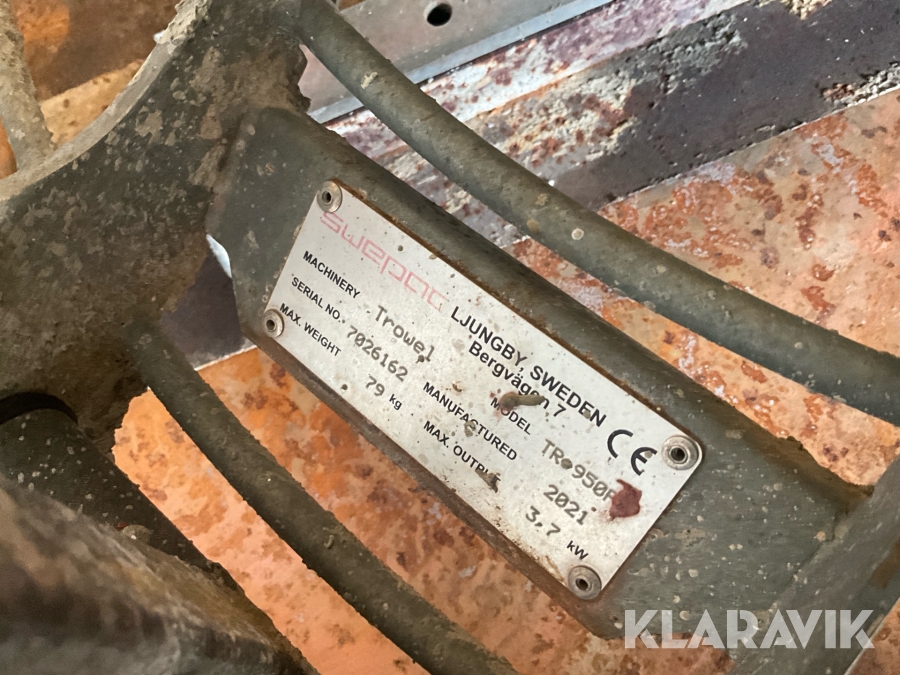 swepac
LJUNGBY, SWEDEN
Bergvägen 7
CE
MACHINERY Trowel MODEL
SERIAL NO. 7026162 MANUFACTURED 2021
MAX. WEIGHT 79 kg MAX. OUTPUT 3,7 kW
KLARAVIK